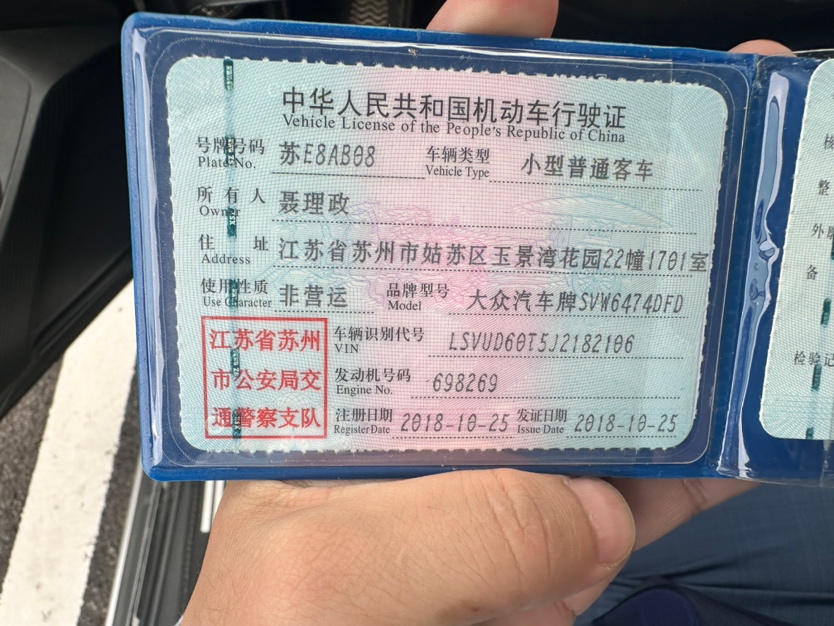 中华人民共和国机动车行驶证
Vehicle License of the People's Republic of China
号牌号码 苏E8AB08 车辆类型 小型普通客车
Plate No. Vehicle Type
所有人 聂理政
Owner
住址 江苏省苏州市姑苏区玉景湾花园22幢1701室
Address
使用性质 非营运 品牌型号 大众汽车牌SVW6474DFD
Use Character Model
江苏省苏州 车辆识别代号 LSVUD60T5J2182106
VIN
市公安局交 发动机号码 698269
Engine No.
通警察支队 注册日期 2018-10-25 发证日期 2018-10-25
Register Date Issue Date
核
整
外
备
检验记